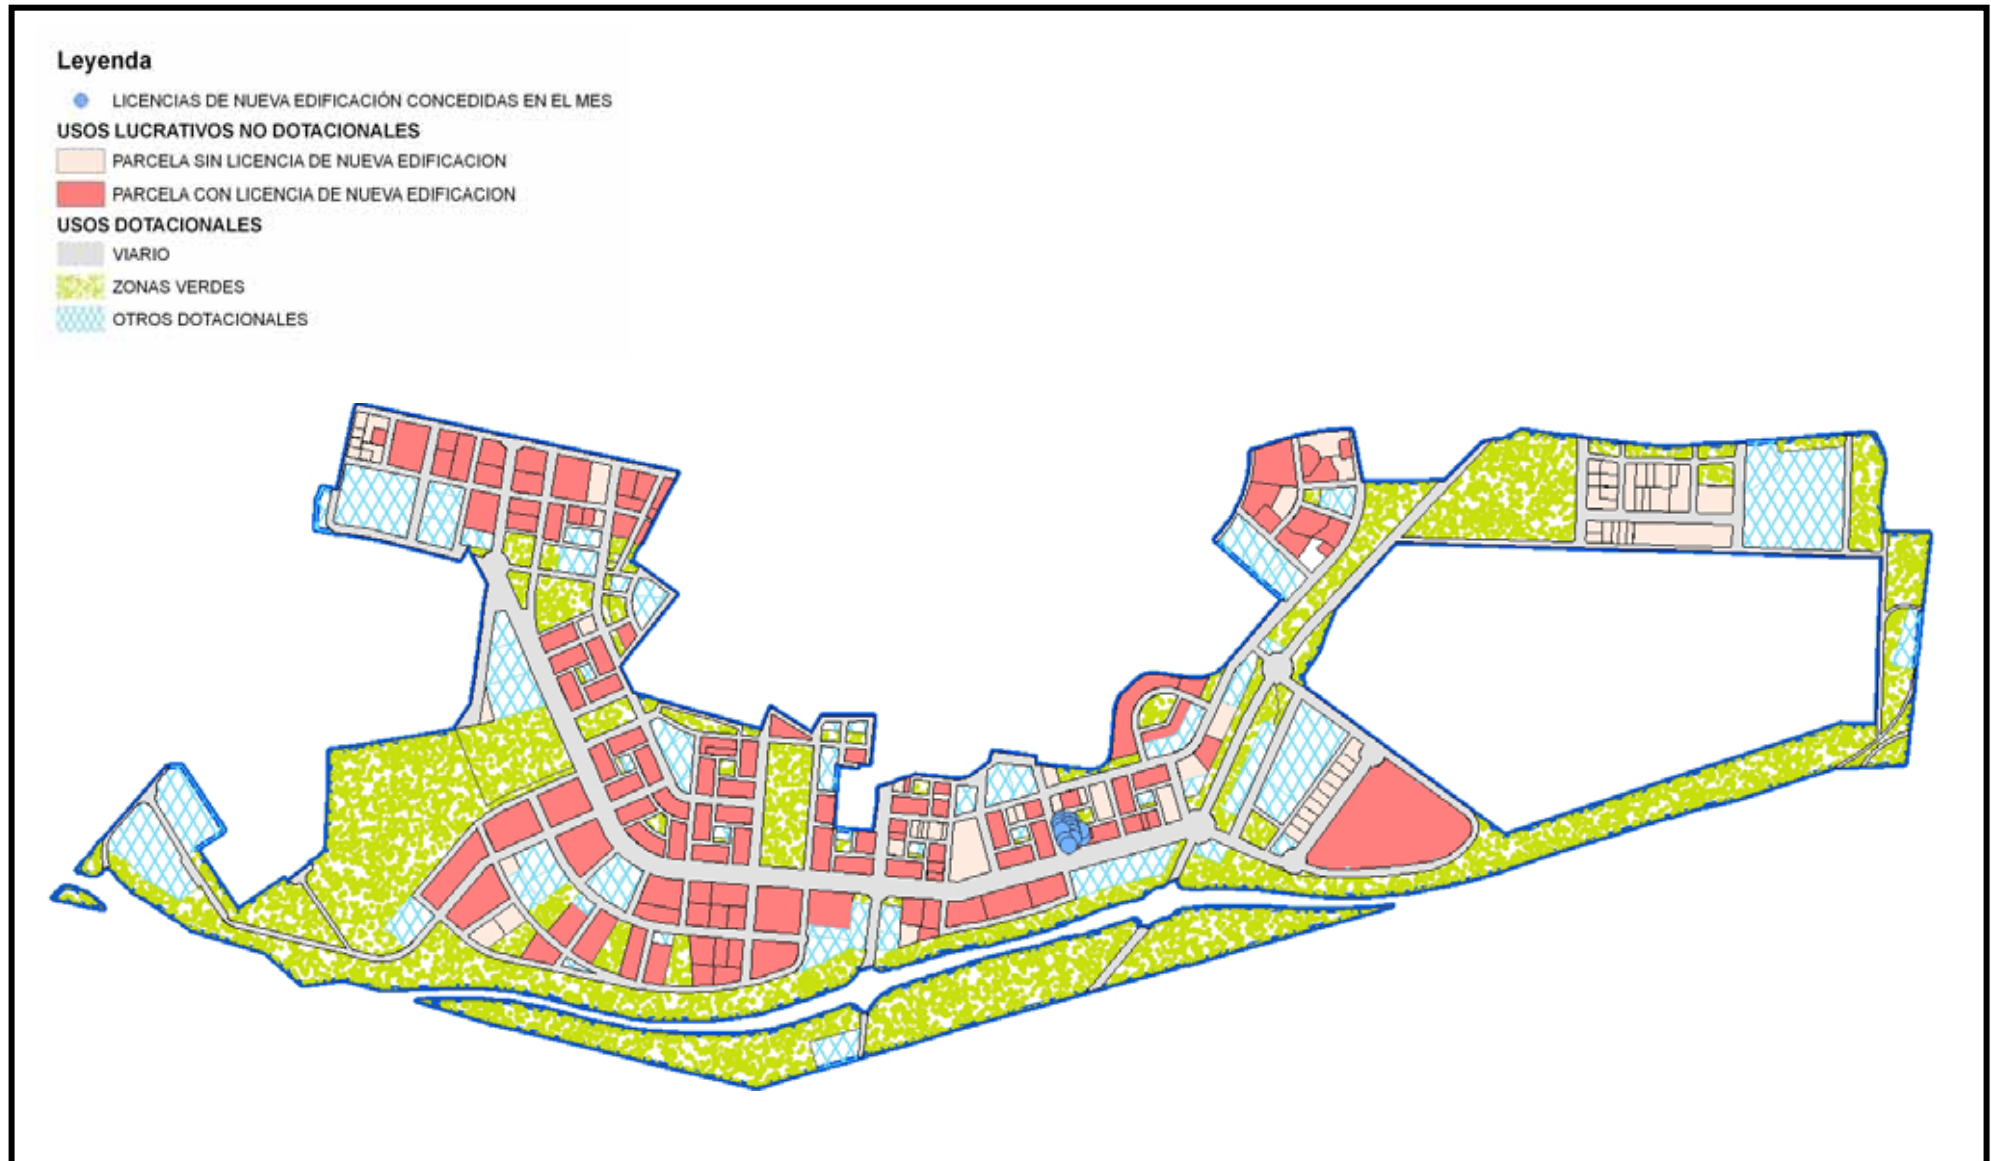 Leyenda
LICENCIAS DE NUEVA EDIFICACIÓN CONCEDIDAS EN EL MES
USOS LUCRATIVOS NO DOTACIONALES
PARCELA SIN LICENCIA DE NUEVA EDIFICACION
PARCELA CON LICENCIA DE NUEVA EDIFICACION
USOS DOTACIONALES
VIARIO
ZONAS VERDES
OTROS DOTACIONALES